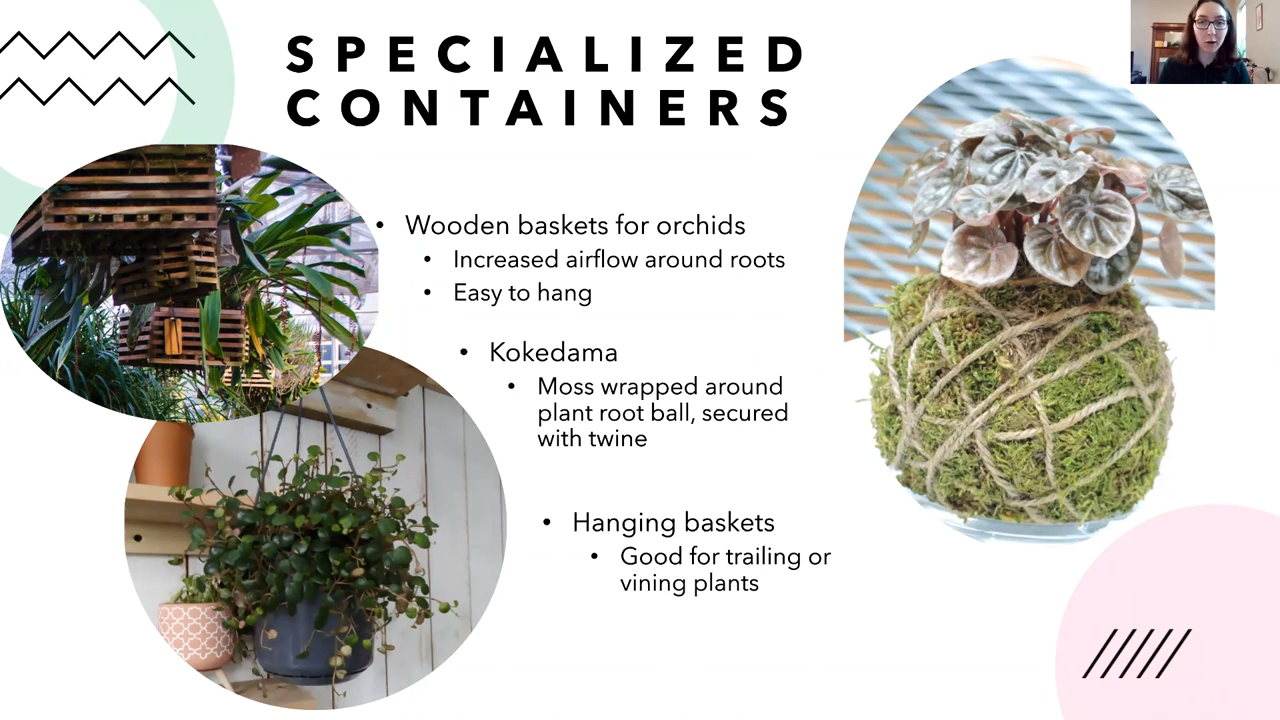 SPECIALIZED
CONTAINERS
• Wooden baskets for orchids
• Increased airflow around roots
• Easy to hang
• Kokedama
• Moss wrapped around
plant root ball, secured
with twine
• Hanging baskets
• Good for trailing or
vining plants